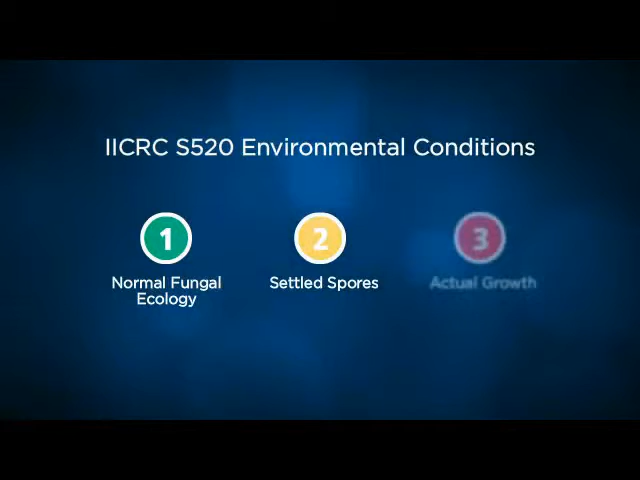 IICRC S520 Environmental Conditions
1
2
3
Normal Fungal
Ecology
Settled Spores
Actual Growth